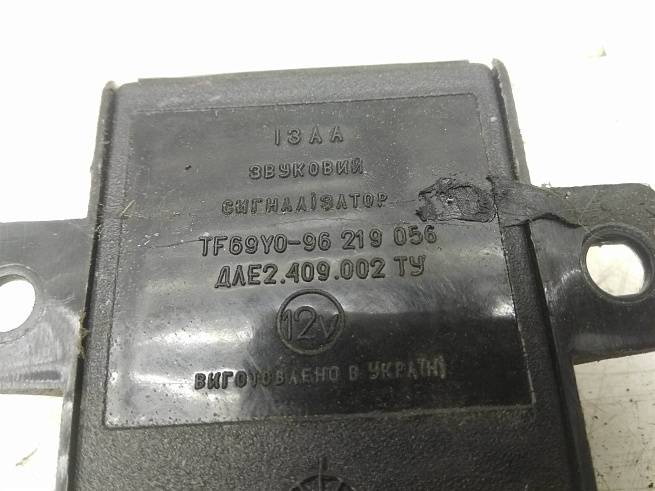 ІЗАА
ЗВУКОВИЙ
СИГНАЛІЗАТОР
TF69Y0-96 219 056
ДЛЕ2.409.002 ТУ
12V
ВИГОТОВЛЕНО В УКРАЇНІ